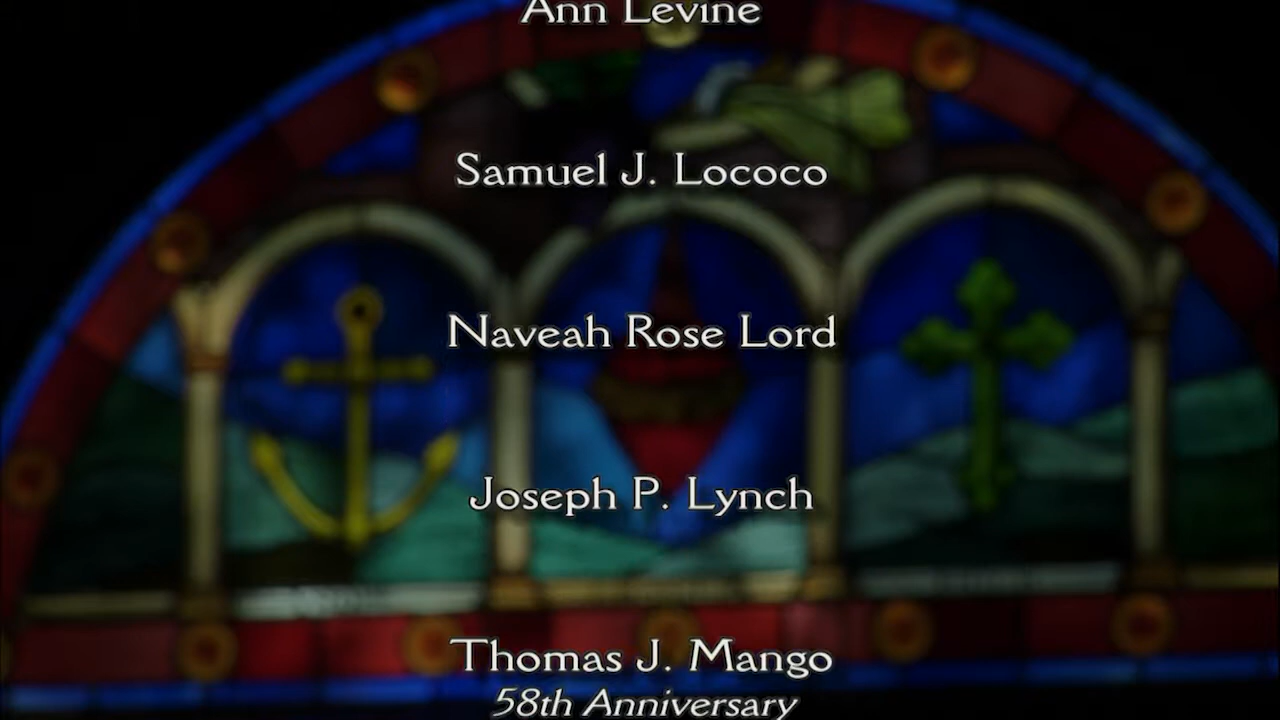 Ann Levine
Samuel J. Lococo
Naveah Rose Lord
Joseph P. Lynch
Thomas J. Mango
58th Anniversary